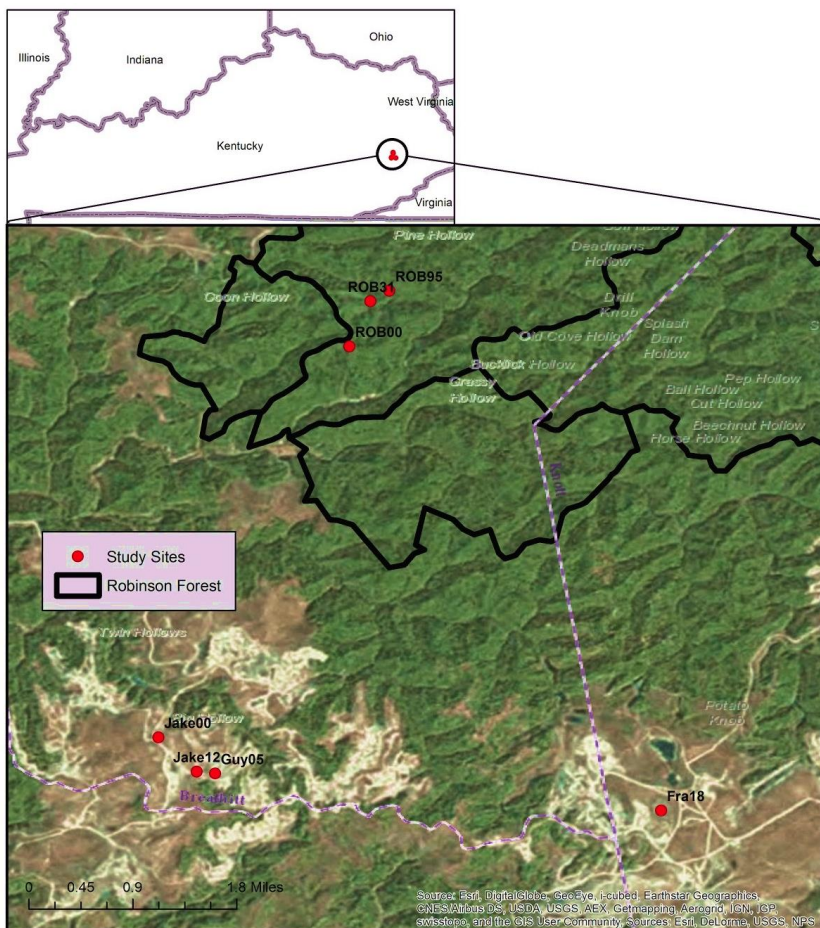 Ohio
Illinois
Indiana
West Virginia
Kentucky
Virginia
Pine Hollow
Deadmans
Hollow
ROB95
ROB31
Coon Hollow
Drill
Knob
Splash
Dam
Hollow
ROB00
Old Cove Hollow
Bucklick Hollow
Grassy
Hollow
Pep Hollow
Ball Hollow
Cut Hollow
Beechnut Hollow
Horse Hollow
Knott
Study Sites
Robinson Forest
Twin Hollows
Potato
Knob
Hollow
Jake00
Jake12
Guy05
Breathitt
Fra18
0 0.45 0.9 1.8 Miles
Source: Esri, DigitalGlobe, GeoEye, i-cubed, Earthstar Geographics,
CNES/Airbus DS, USDA, USGS, AEX, Getmapping, Aerogrid, IGN, IGP,
swisstopo, and the GIS User Community, Sources: Esri, DeLorme, USGS, NPS